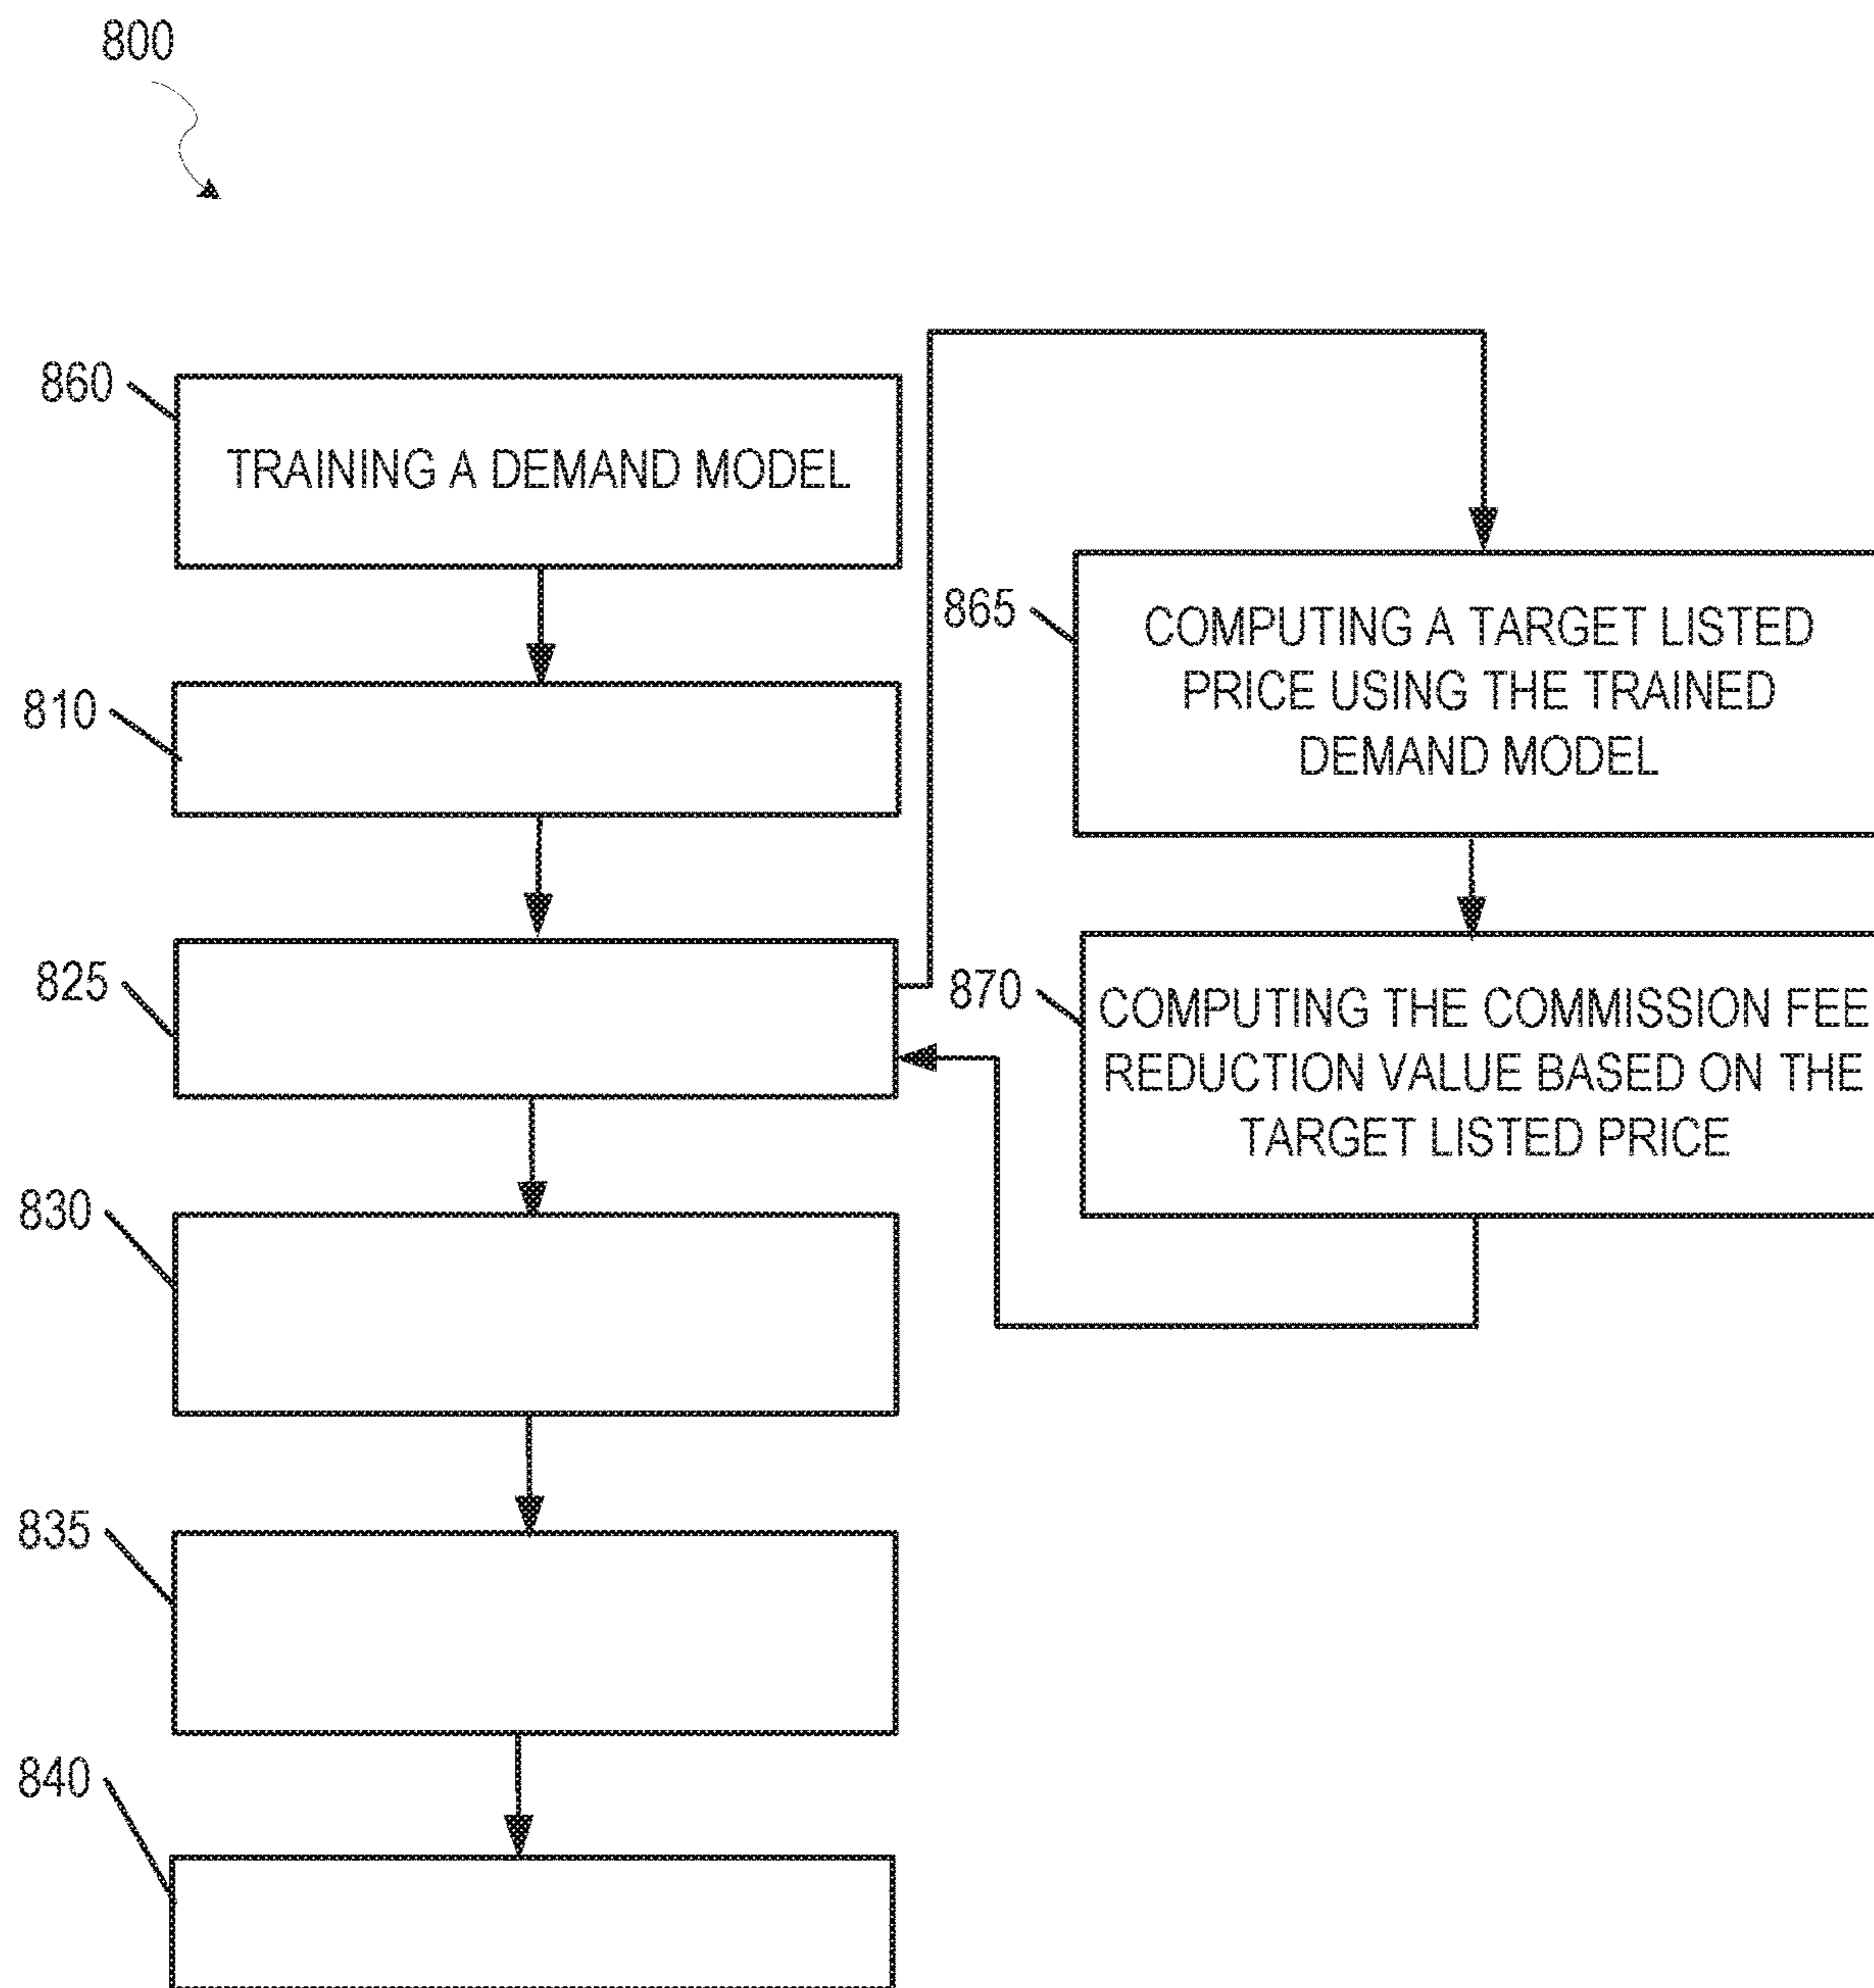 800
860
TRAINING A DEMAND MODEL
810
825
830
835
840
865
COMPUTING A TARGET LISTED
PRICE USING THE TRAINED
DEMAND MODEL
870
COMPUTING THE COMMISSION FEE
REDUCTION VALUE BASED ON THE
TARGET LISTED PRICE